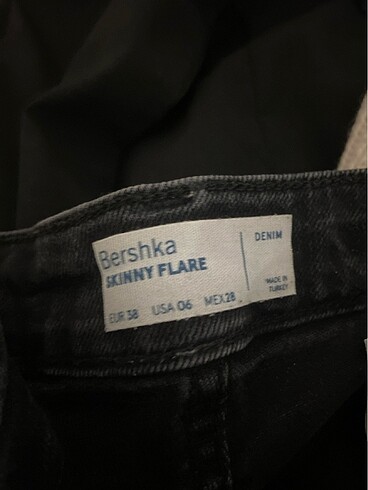 Bershka
SKINNY FLARE
EUR 38 USA 06 MEX 28
DENIM
MADE IN
TURKEY